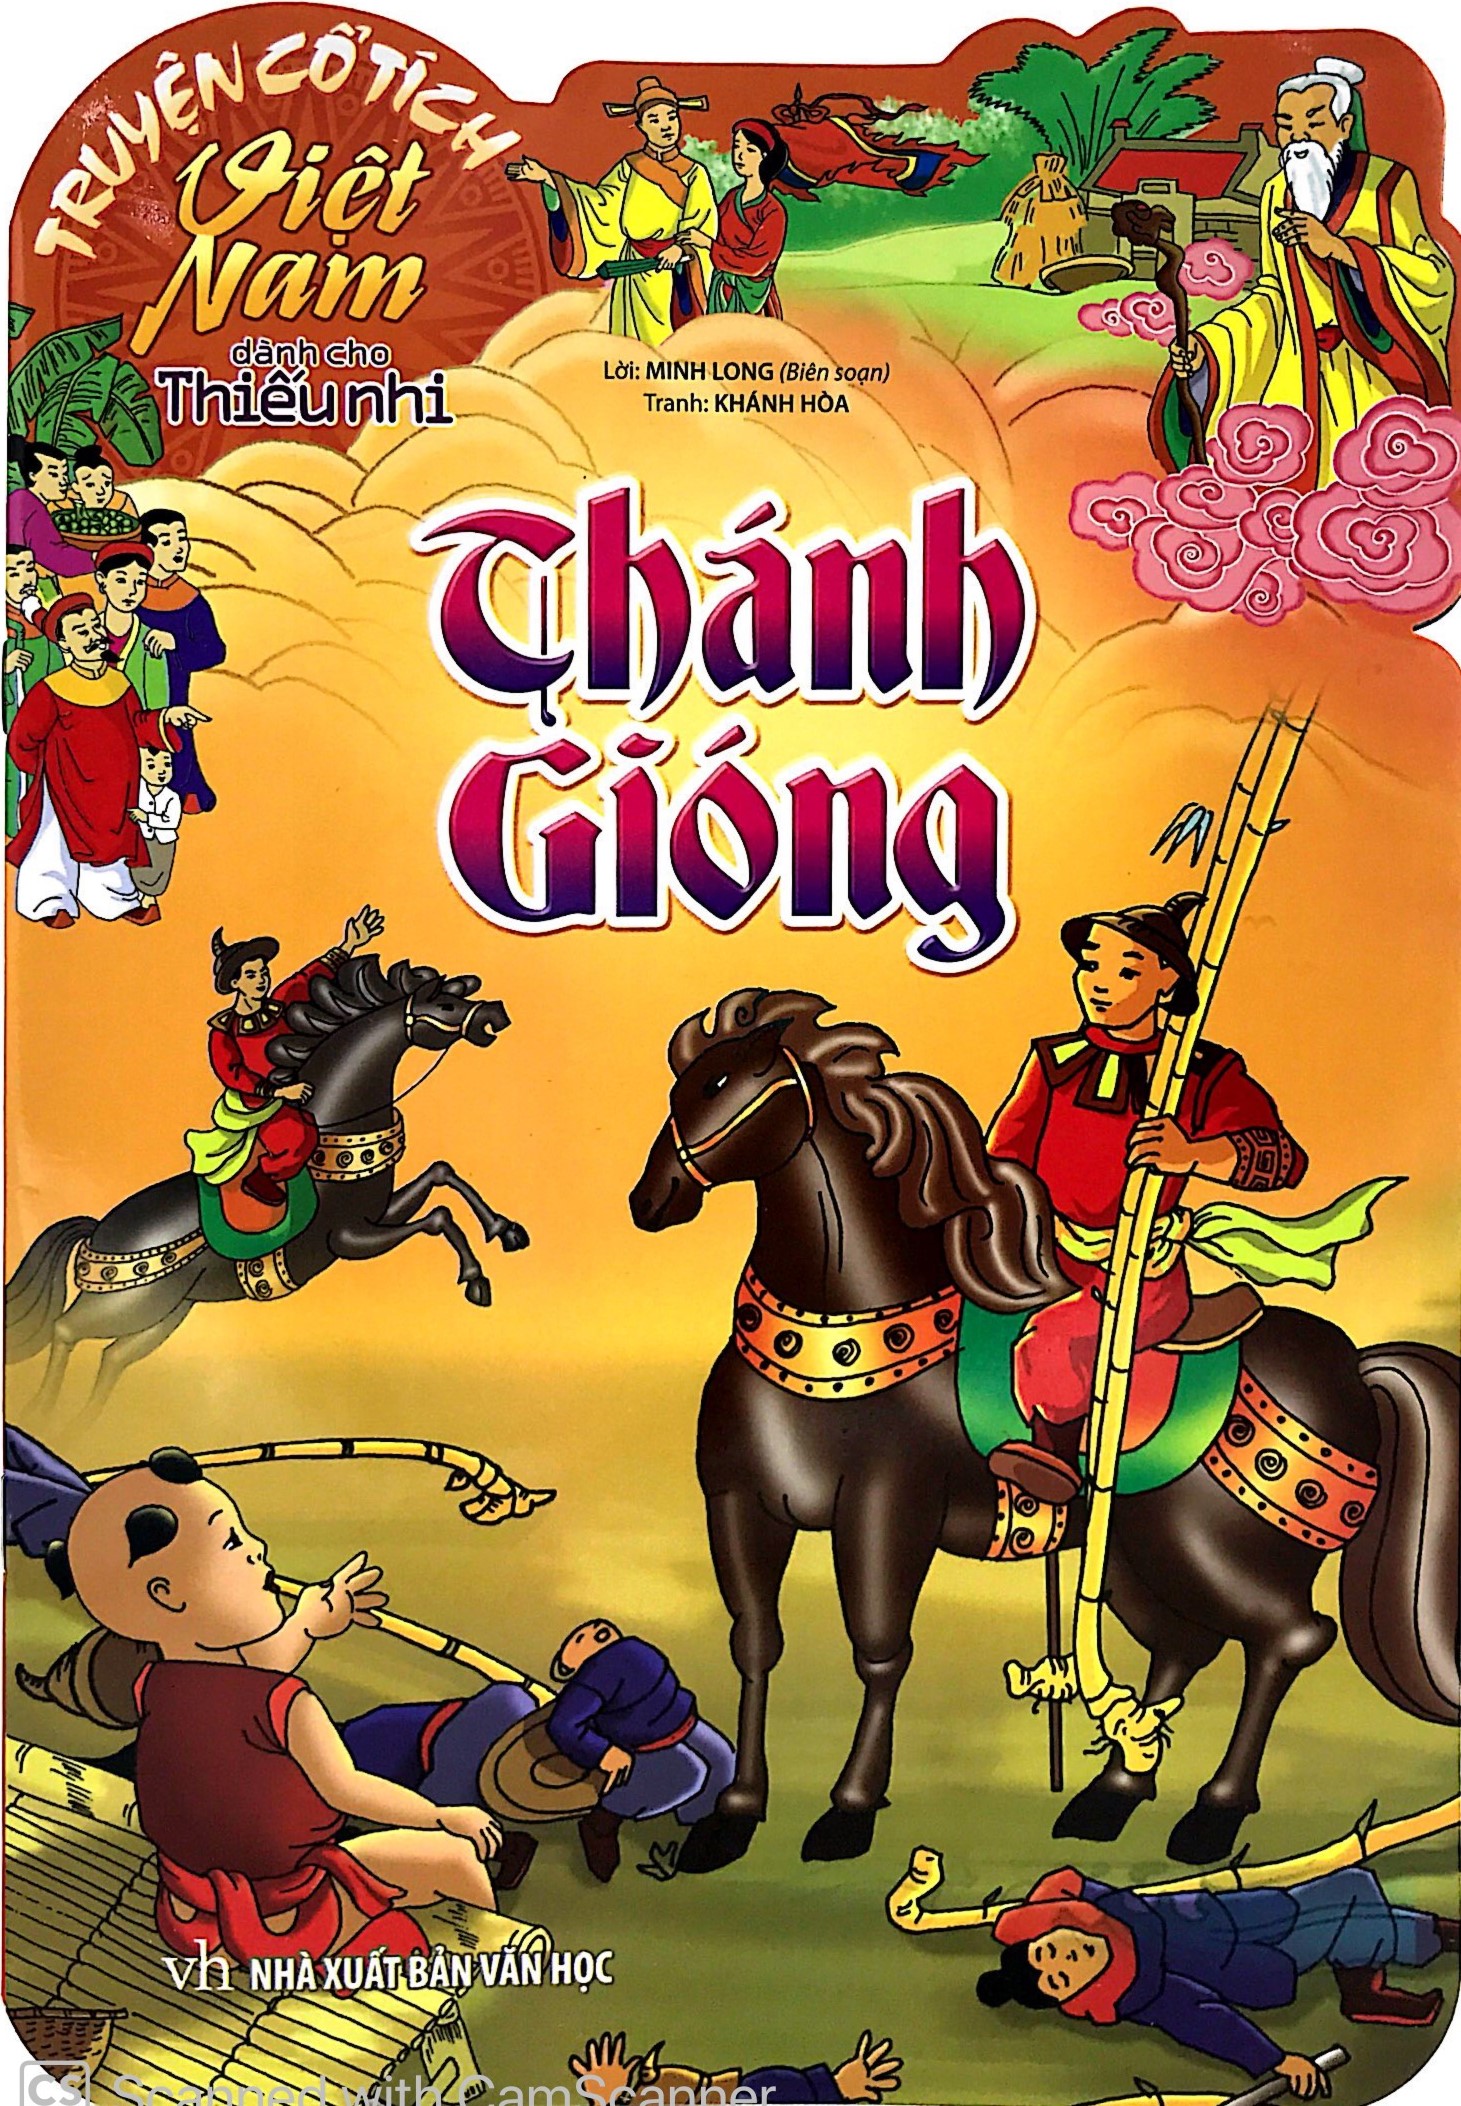 TRUYỆN CỔ TÍCH
Việt
Nam
dành cho
Thiếu nhi
Lời: MINH LONG (Biên soạn)
Tranh: KHÁNH HÒA
Thánh
Gióng
vh NHÀ XUẤT BẢN VĂN HỌC
CS Scanned with CamScanner